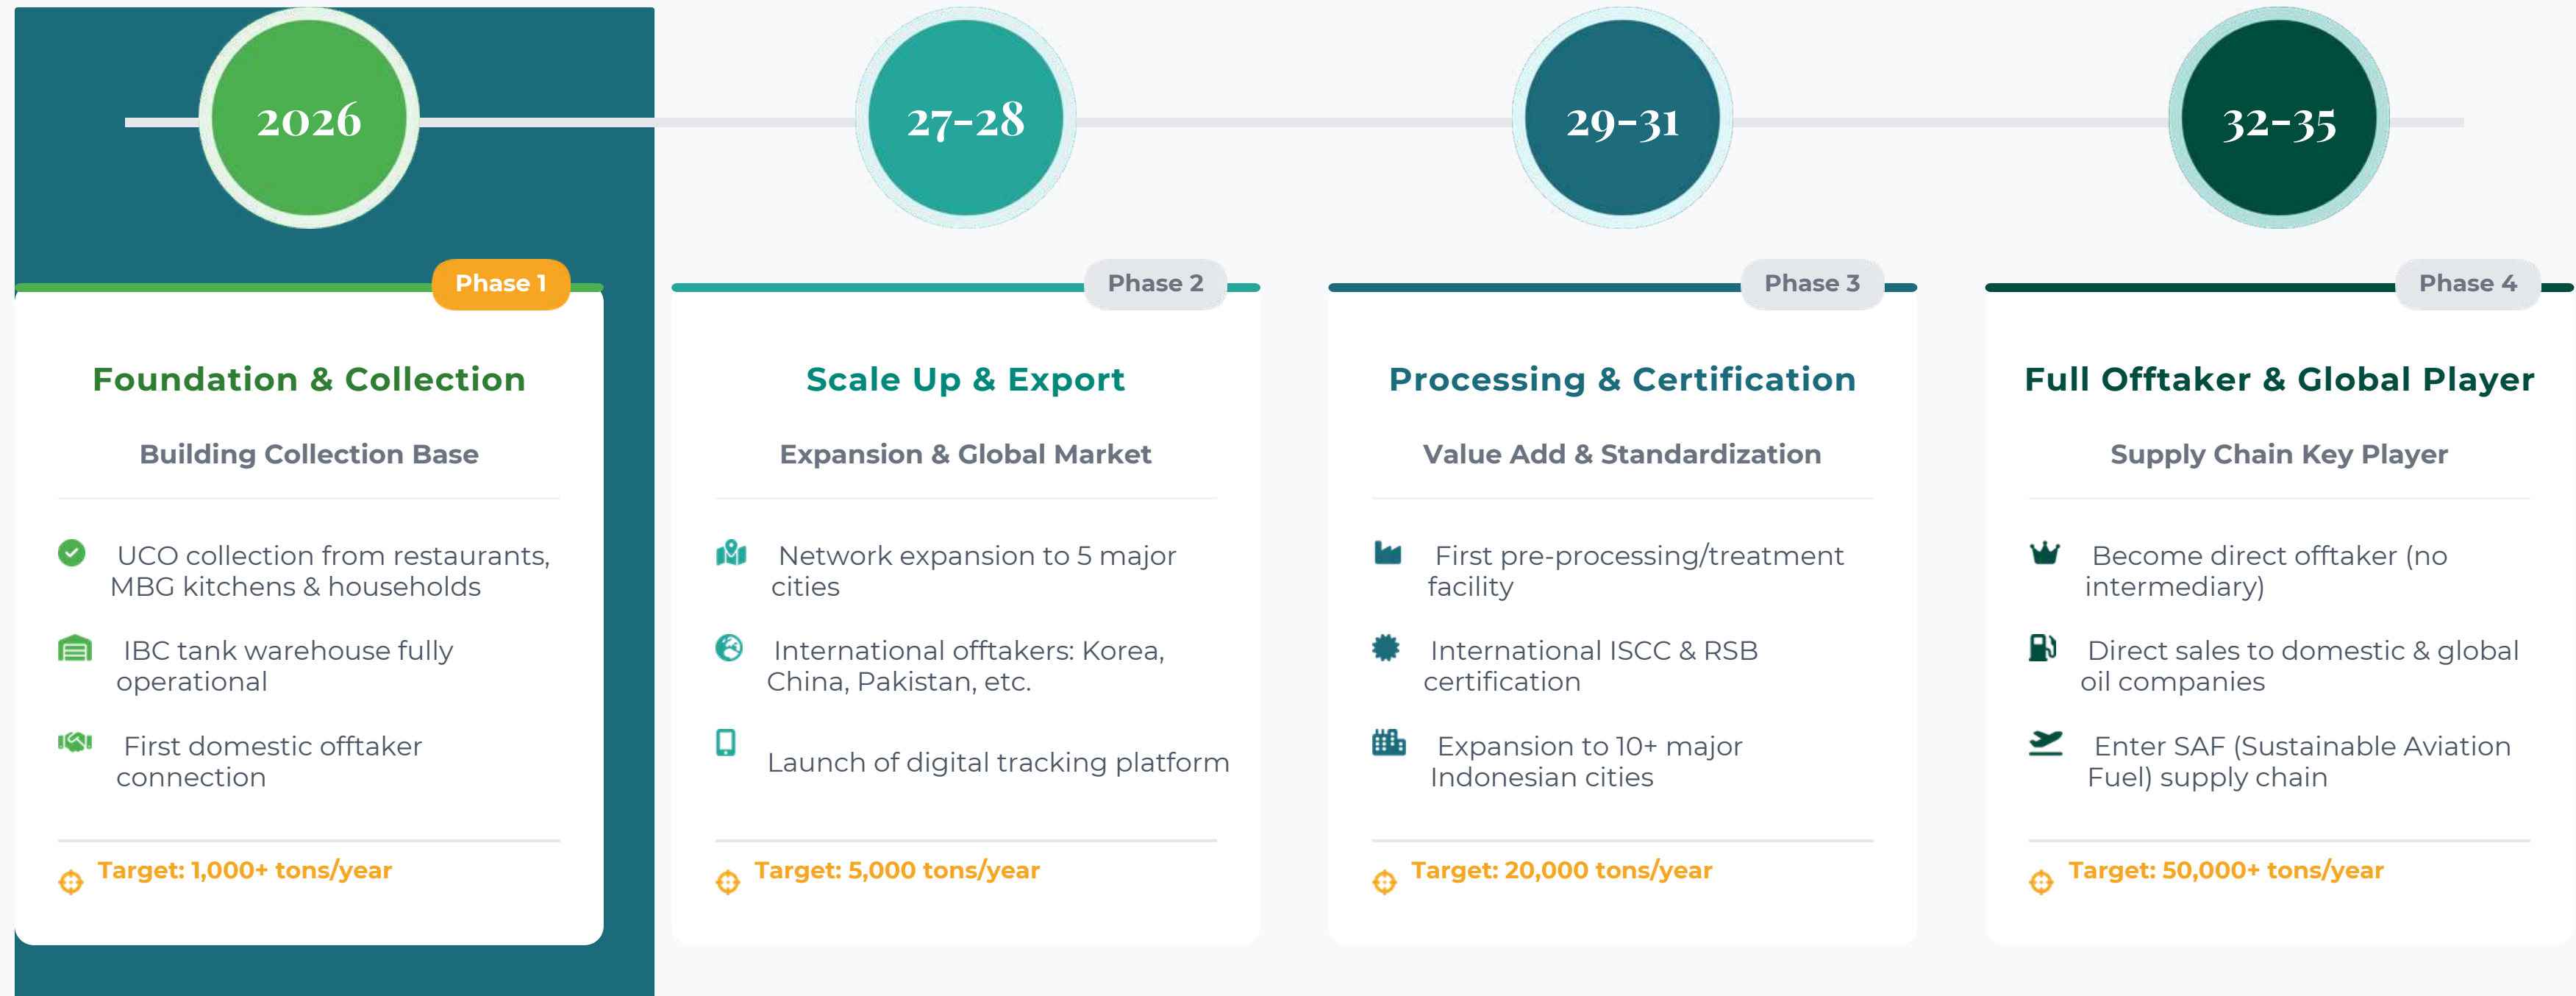 2026
27-28
29-31
32-35
Phase 1
Foundation & Collection
Building Collection Base
UCO collection from restaurants,
MBG kitchens & households
IBC tank warehouse fully
operational
First domestic offtaker
connection
Target: 1,000+ tons/year
Phase 2
Scale Up & Export
Expansion & Global Market
Network expansion to 5 major
cities
International offtakers: Korea,
China, Pakistan, etc.
Launch of digital tracking platform
Target: 5,000 tons/year
Phase 3
Processing & Certification
Value Add & Standardization
First pre-processing/treatment
facility
International ISCC & RSB
certification
Expansion to 10+ major
Indonesian cities
Target: 20,000 tons/year
Phase 4
Full Offtaker & Global Player
Supply Chain Key Player
Become direct offtaker (no
intermediary)
Direct sales to domestic & global
oil companies
Enter SAF (Sustainable Aviation
Fuel) supply chain
Target: 50,000+ tons/year